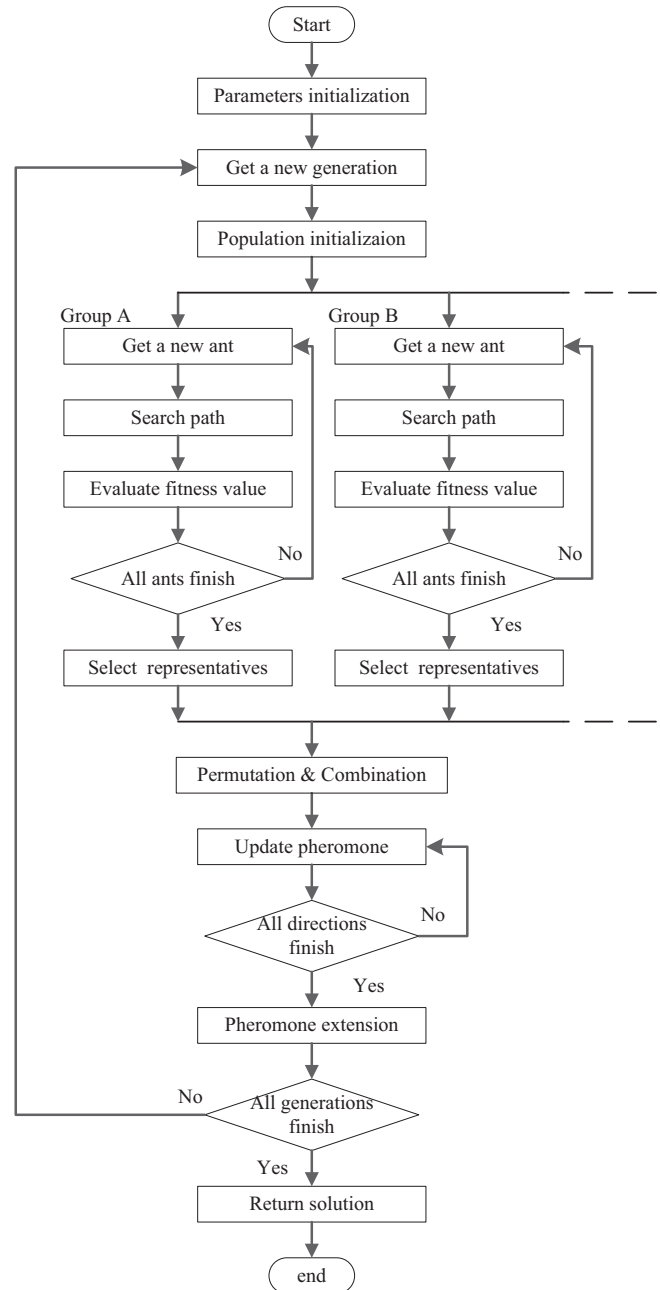 Start
Parameters initialization
Get a new generation
Population initializaion
Group A
Group B
Get a new ant
Get a new ant
Search path
Search path
Evaluate fitness value
Evaluate fitness value
No
No
All ants finish
All ants finish
Yes
Yes
Select representatives
Select representatives
Permutation & Combination
Update pheromone
All directions
finish
No
Yes
Pheromone extension
No
All generations
finish
Yes
Return solution
end